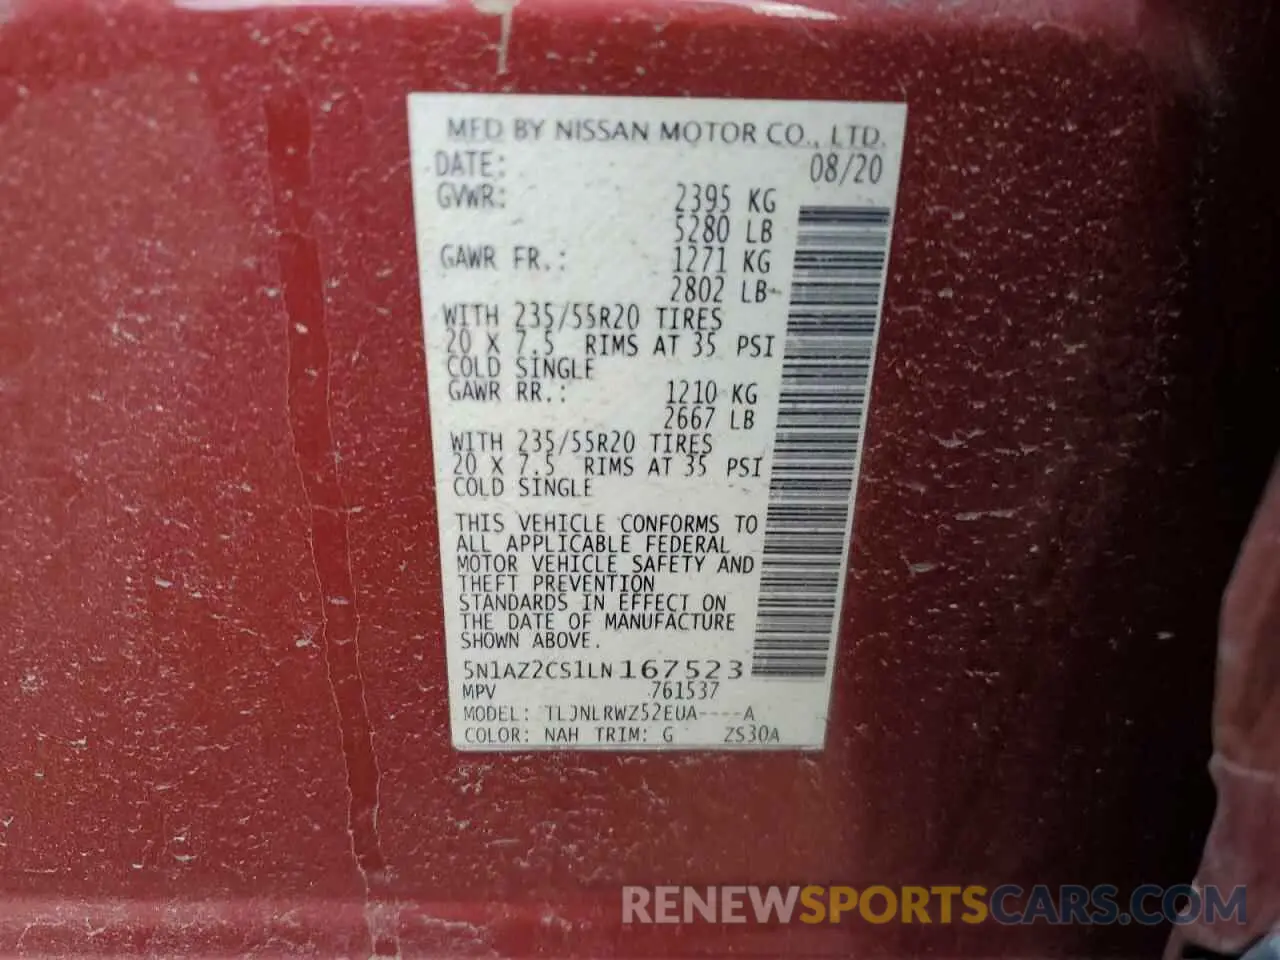 MFD BY NISSAN MOTOR CO., LTD.
DATE: 08/20
GVWR: 2395 KG
5280 LB
GAWR FR.: 1271 KG
2802 LB
WITH 235/55R20 TIRES
20 X 7.5 RIMS AT 35 PSI
COLD SINGLE
GAWR RR.: 1210 KG
2667 LB
WITH 235/55R20 TIRES
20 X 7.5 RIMS AT 35 PSI
COLD SINGLE
THIS VEHICLE CONFORMS TO
ALL APPLICABLE FEDERAL
MOTOR VEHICLE SAFETY AND
THEFT PREVENTION
STANDARDS IN EFFECT ON
THE DATE OF MANUFACTURE
SHOWN ABOVE.
5N1AZ2CS1LN167523
MPV 761537
MODEL: TLJNLRWZ52EUA----A
COLOR: NAH TRIM: G ZS30A
RENEWSPORTSCARS.COM